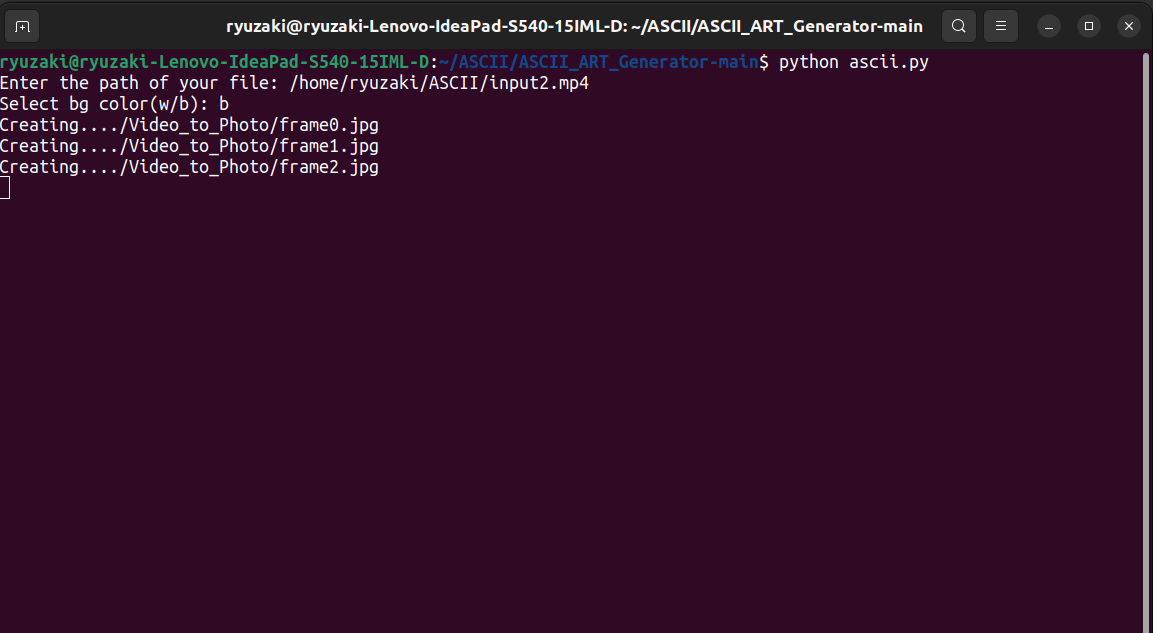 ryuzaki@ryuzaki-Lenovo-IdeaPad-S540-15IML-D: ~/ASCII/ASCII_ART_Generator-main
ryuzaki@ryuzaki-Lenovo-IdeaPad-S540-15IML-D:~/ASCII/ASCII_ART_Generator-main$ python ascii.py
Enter the path of your file: /home/ryuzaki/ASCII/input2.mp4
Select bg color(w/b): b
Creating..../Video_to_Photo/frame0.jpg
Creating..../Video_to_Photo/frame1.jpg
Creating..../Video_to_Photo/frame2.jpg